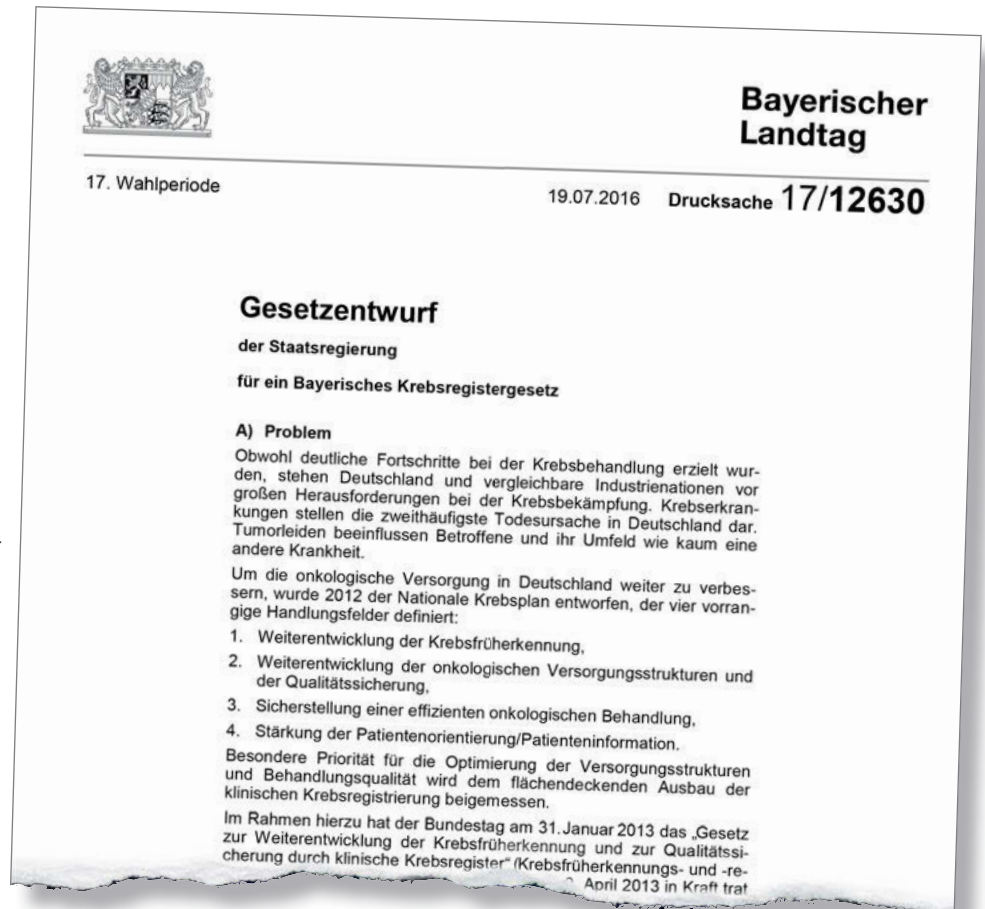 Bayerischer
Landtag
17. Wahlperiode
19.07.2016 Drucksache 17/12630
Gesetzentwurf
der Staatsregierung
für ein Bayerisches Krebsregistergesetz
A) Problem
Obwohl deutliche Fortschritte bei der Krebsbehandlung erzielt wur-
den, stehen Deutschland und vergleichbare Industrienationen vor
großen Herausforderungen bei der Krebsbekämpfung. Krebserkran-
kungen stellen die zweithäufigste Todesursache in Deutschland dar.
Tumorleiden beeinflussen Betroffene und ihr Umfeld wie kaum eine
andere Krankheit.
Um die onkologische Versorgung in Deutschland weiter zu verbes-
sern, wurde 2012 der Nationale Krebsplan entworfen, der vier vorran-
gige Handlungsfelder definiert:
1. Weiterentwicklung der Krebsfrüherkennung,
2. Weiterentwicklung der onkologischen Versorgungsstrukturen und
der Qualitätssicherung,
3. Sicherstellung einer effizienten onkologischen Behandlung,
4. Stärkung der Patientenorientierung/Patienteninformation.
Besondere Priorität für die Optimierung der Versorgungsstrukturen
und Behandlungsqualität wird dem flächendeckenden Ausbau der
klinischen Krebsregistrierung beigemessen.
Im Rahmen hierzu hat der Bundestag am 31. Januar 2013 das „Gesetz
zur Weiterentwicklung der Krebsfrüherkennung und zur Qualitätssi-
cherung durch klinische Krebsregister“ (Krebsfrüherkennungs- und -re-
April 2013 in Kraft trat